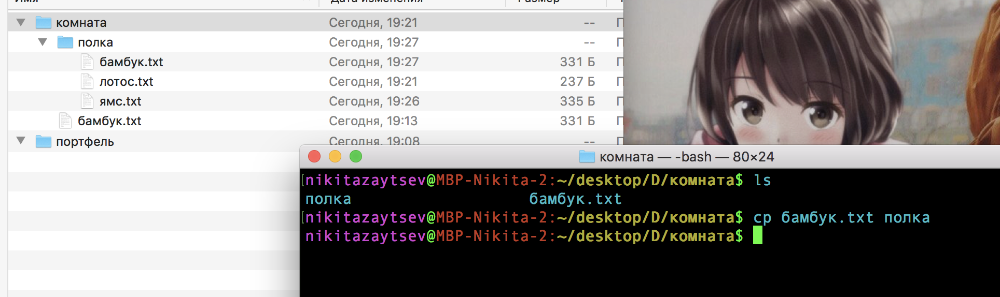 Имя Дата изменения Размер
комната Сегодня, 19:21 --
полка Сегодня, 19:27 --
бамбук.txt Сегодня, 19:27 331 Б
лотос.txt Сегодня, 19:21 237 Б
ямс.txt Сегодня, 19:26 335 Б
бамбук.txt Сегодня, 19:13 331 Б
портфель Сегодня, 19:08 --
комната — -bash — 80×24
nikitazaytsev@MBP-Nikita-2:~/desktop/D/комната$ ls
полка бамбук.txt
nikitazaytsev@MBP-Nikita-2:~/desktop/D/комната$ cp бамбук.txt полка
nikitazaytsev@MBP-Nikita-2:~/desktop/D/комната$